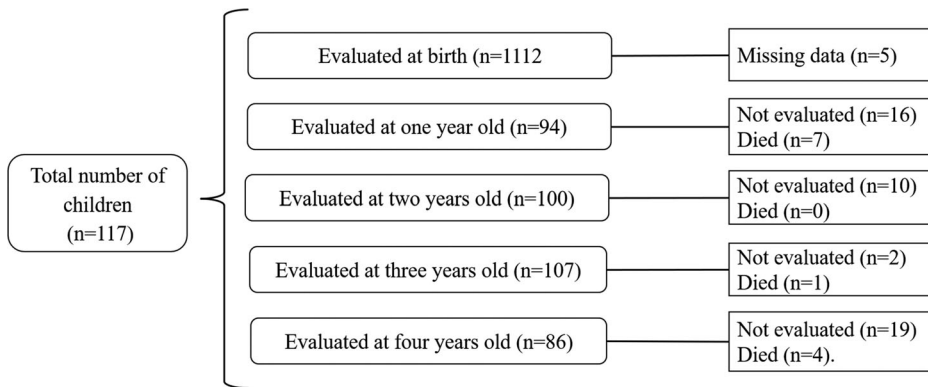 Total number of
children
(n=117)
Evaluated at birth (n=1112
Missing data (n=5)
Evaluated at one year old (n=94)
Not evaluated (n=16)
Died (n=7)
Evaluated at two years old (n=100)
Not evaluated (n=10)
Died (n=0)
Evaluated at three years old (n=107)
Not evaluated (n=2)
Died (n=1)
Evaluated at four years old (n=86)
Not evaluated (n=19)
Died (n=4).